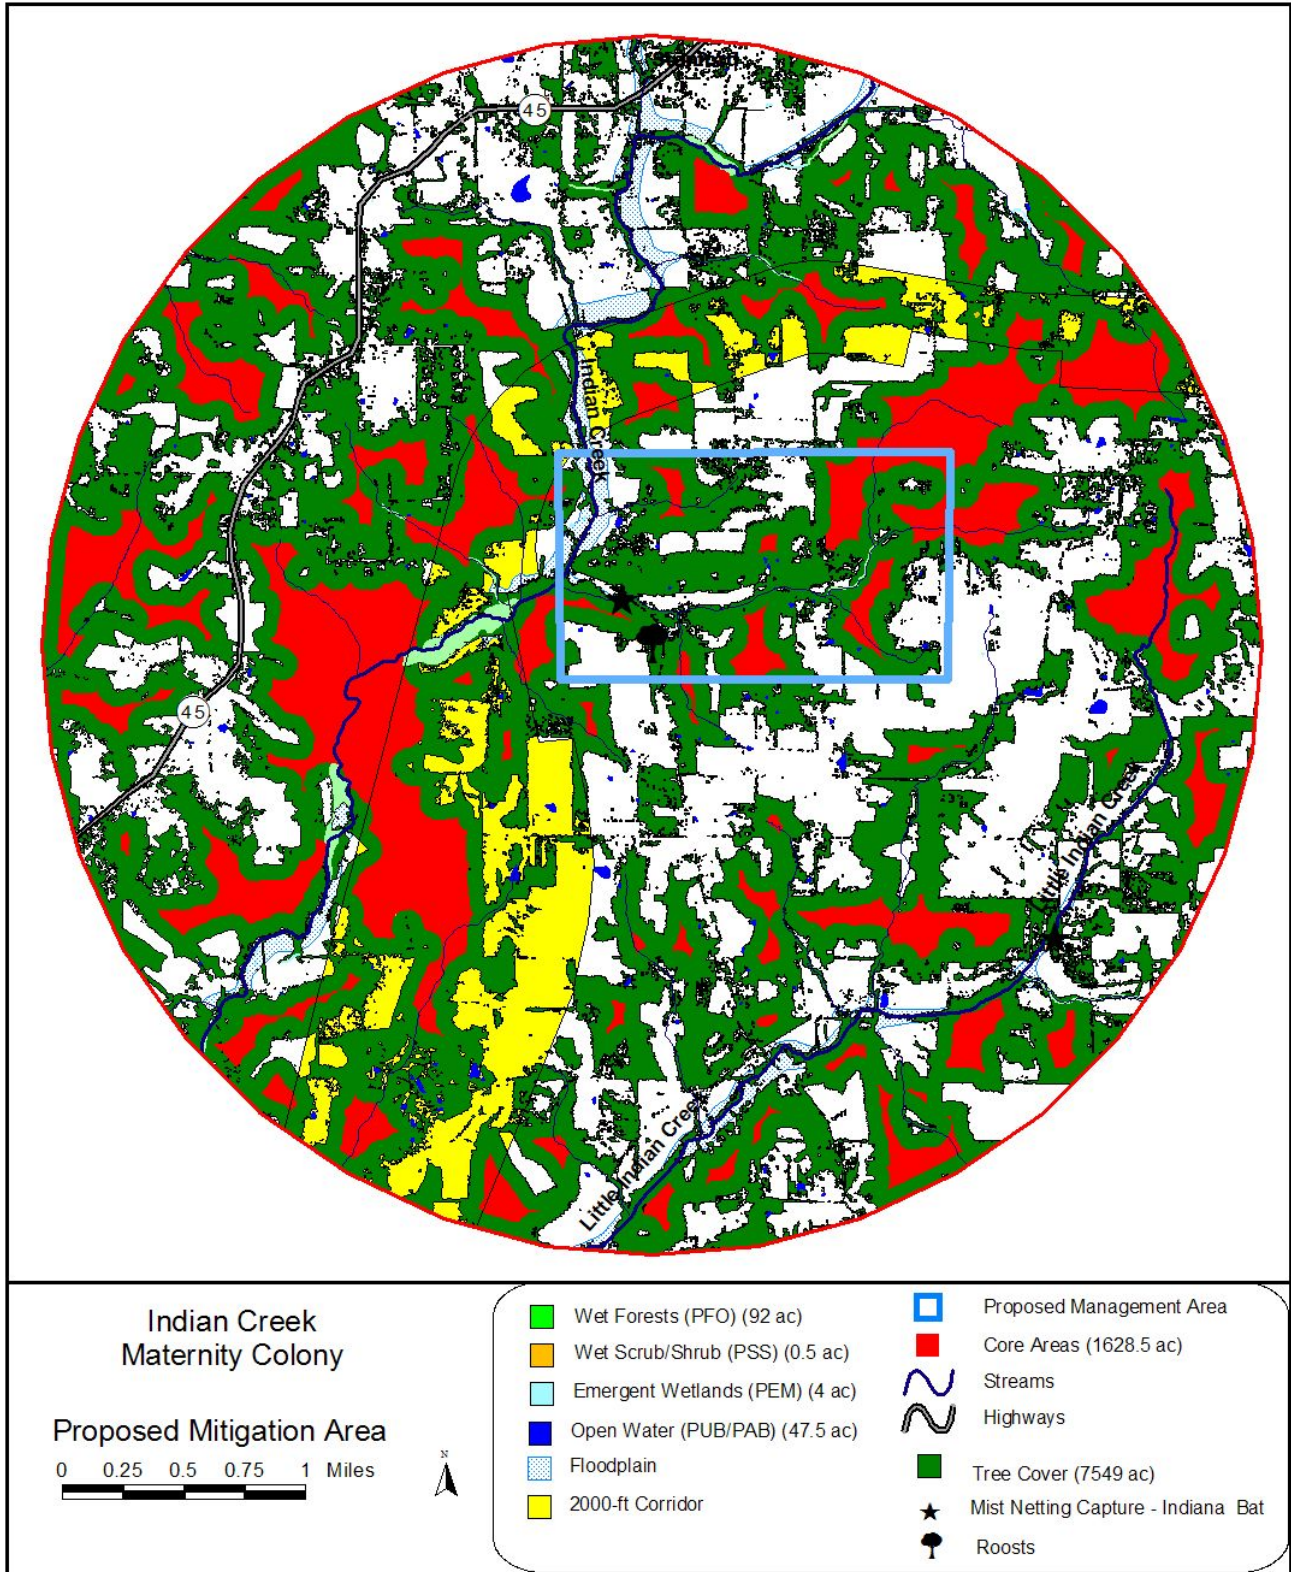 Stanford
45
Indian Creek
45
Little Indian Creek
Little Indian Creek
Indian Creek
Maternity Colony
Proposed Mitigation Area
0 0.25 0.5 0.75 1 Miles
N
Wet Forests (PFO) (92 ac)
Wet Scrub/Shrub (PSS) (0.5 ac)
Emergent Wetlands (PEM) (4 ac)
Open Water (PUB/PAB) (47.5 ac)
Floodplain
2000-ft Corridor
Proposed Management Area
Core Areas (1628.5 ac)
Streams
Highways
Tree Cover (7549 ac)
Mist Netting Capture - Indiana Bat
Roosts